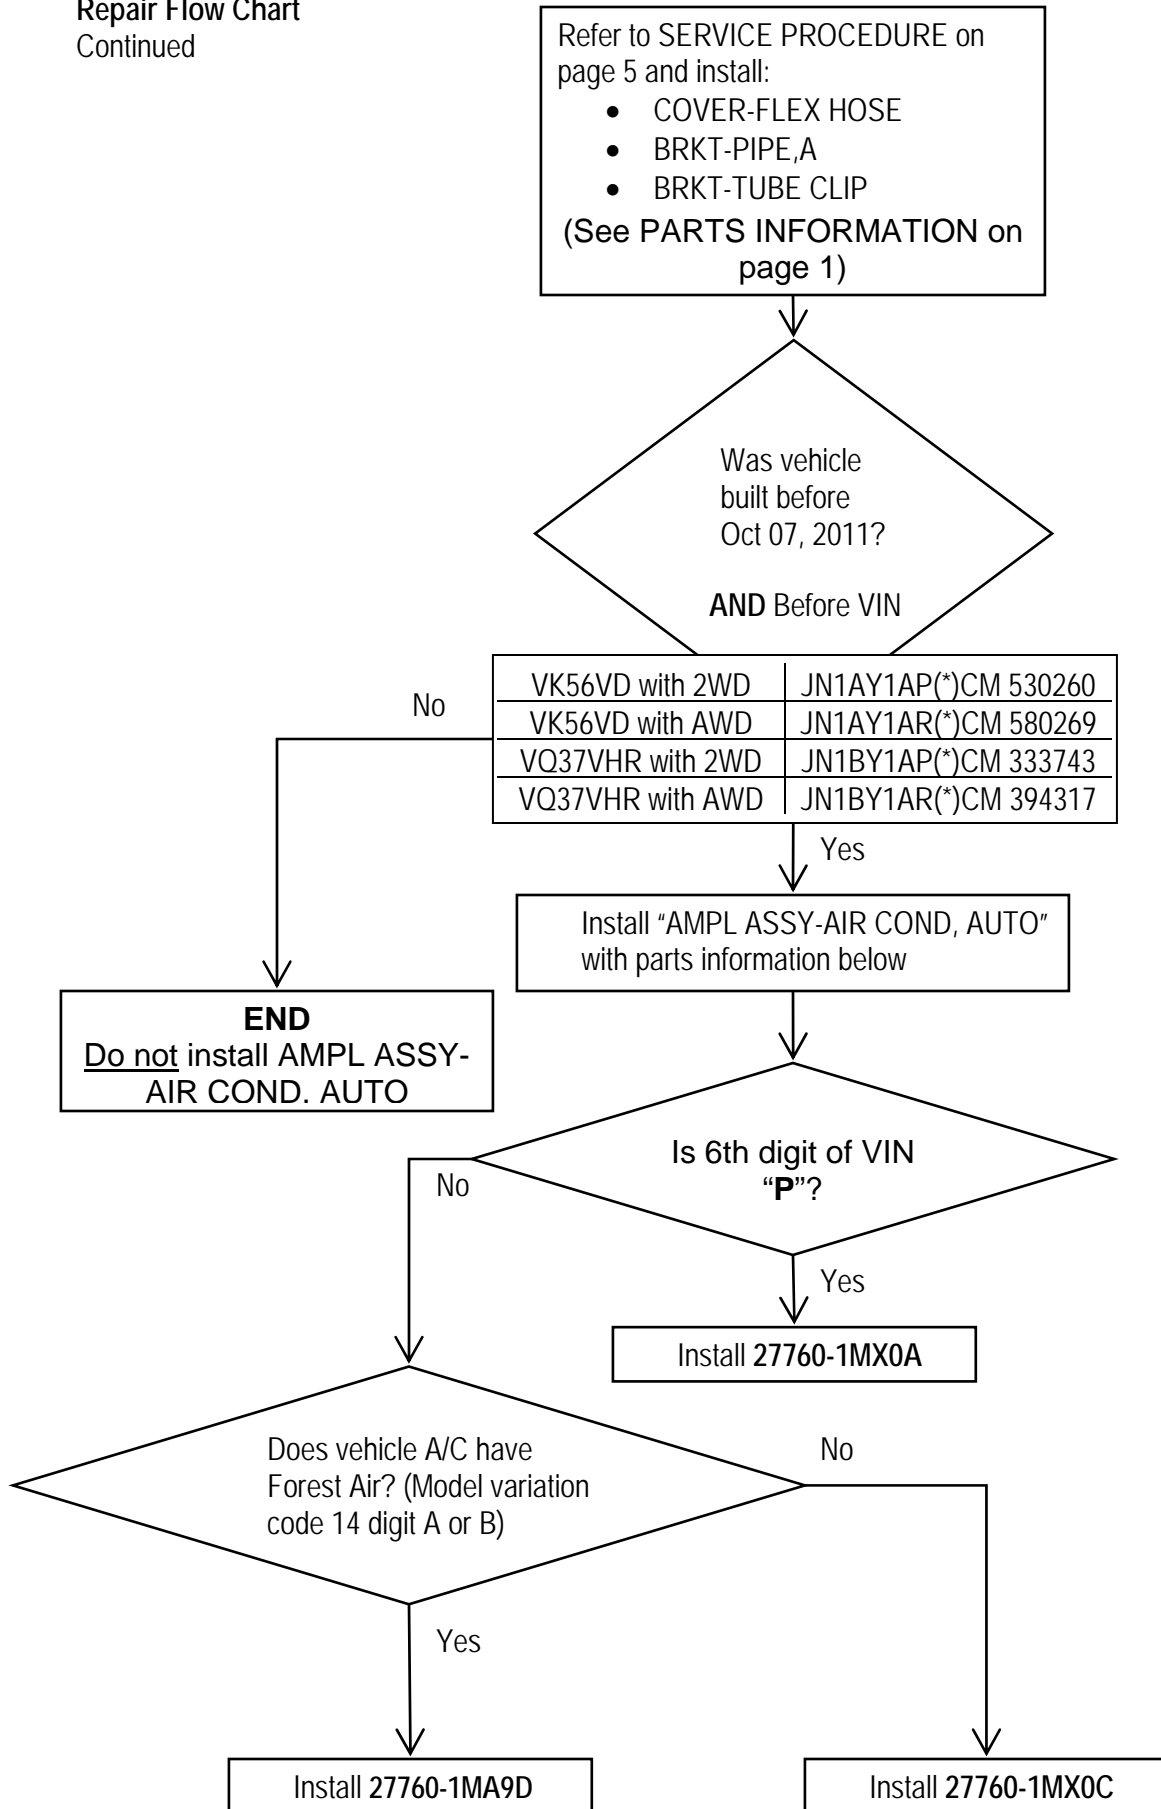 Repair Flow Chart
Continued
Refer to SERVICE PROCEDURE on
page 5 and install:
• COVER-FLEX HOSE
• BRKT-PIPE,A
• BRKT-TUBE CLIP
(See PARTS INFORMATION on
page 1)
Was vehicle
built before
Oct 07, 2011?
AND Before VIN
VK56VD with 2WD JN1AY1AP(*)CM 530260
VK56VD with AWD JN1AY1AR(*)CM 580269
VQ37VHR with 2WD JN1BY1AP(*)CM 333743
VQ37VHR with AWD JN1BY1AR(*)CM 394317
No
Yes
Install “AMPL ASSY-AIR COND, AUTO”
with parts information below
END
Do not install AMPL ASSY-
AIR COND. AUTO
Is 6th digit of VIN
“P”?
No
Yes
Install 27760-1MX0A
Does vehicle A/C have
Forest Air? (Model variation
code 14 digit A or B)
No
Yes
Install 27760-1MA9D
Install 27760-1MX0C